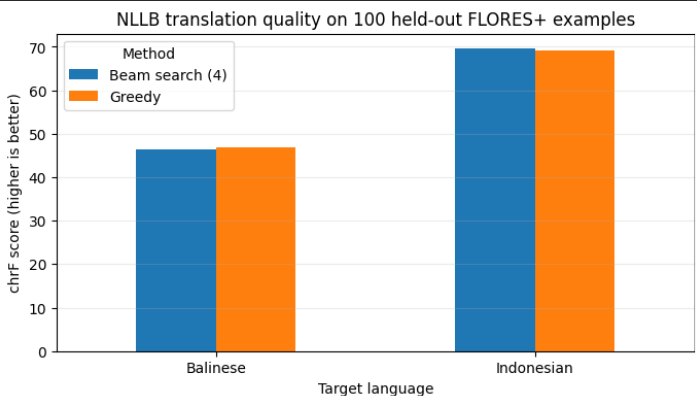 NLLB translation quality on 100 held-out FLORES+ examples
Method
Beam search (4)
Greedy
chrF score (higher is better)
70
60
50
40
30
20
10
0
Balinese
Indonesian
Target language